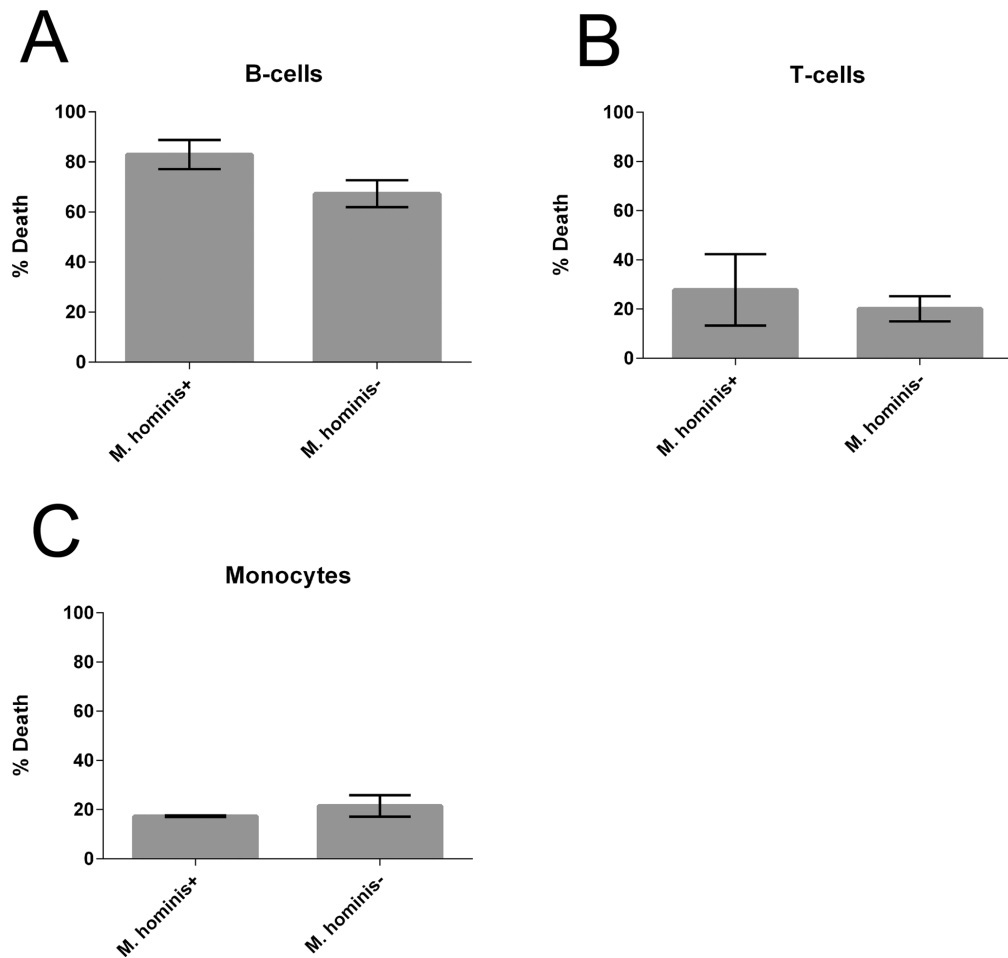 A
B-cells
100
80
60
40
20
0
% Death
M. hominis+
M. hominis-
B
T-cells
100
80
60
40
20
0
% Death
M. hominis+
M. hominis-
C
Monocytes
100
80
60
40
20
0
% Death
M. hominis+
M. hominis-